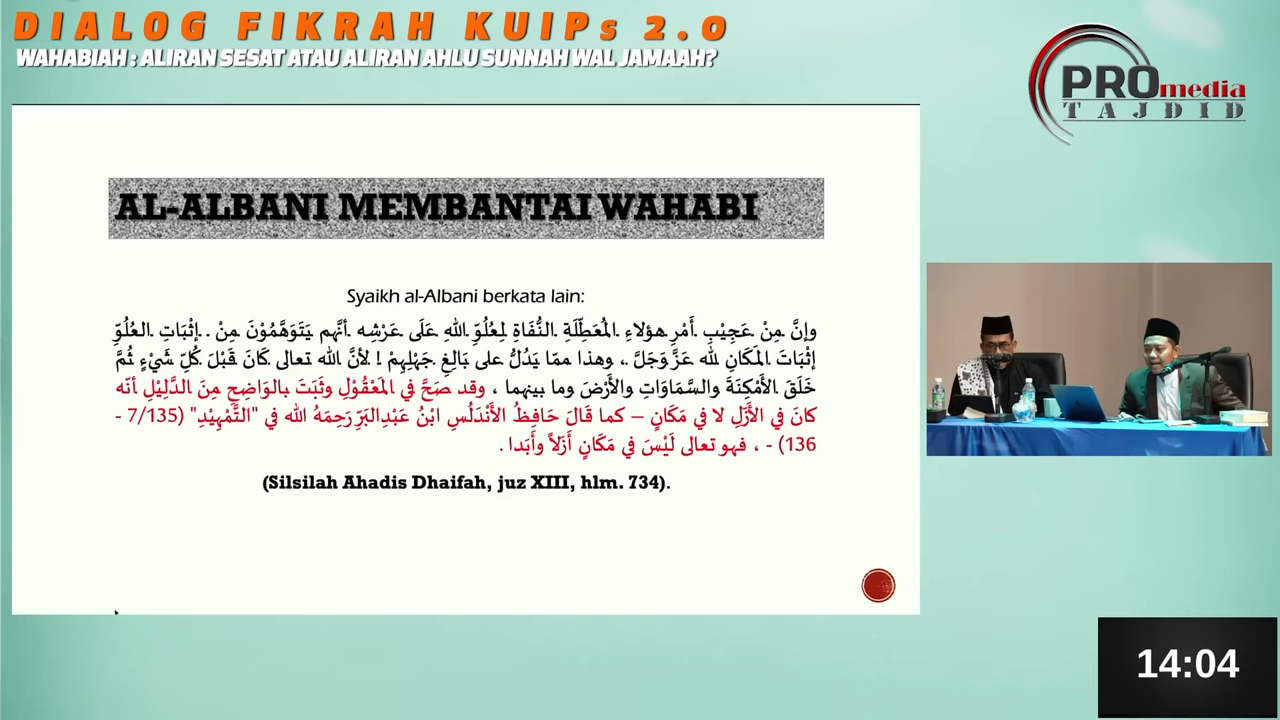 DIALOG FIKRAH KUIPs 2.0
WAHABIAH : ALIRAN SESAT ATAU ALIRAN AHLU SUNNAH WAL JAMAAH?
PROmedia
TAJDID
AL-ALBANI MEMBANTAI WAHABI
Syaikh al-Albani berkata lain:
وإنَّ مِنْ عَجِيْبِ أَمْرِ هؤلاءِ المُعَطِّلَةِ النُّفَاةِ لِعُلُوِّ اللهِ عَلَى عَرْشِه أنَّهم يَتَوَهَّمُوْنَ مِنْ . . إِثْبَاتِ العُلُوِّ
إثْبَاتَ المَكَانِ لله عَزَّ وَجَلَّ .، وهذا ممّا يَدُلُّ على بَالِغِ جَهْلِهِمْ ! لأنَّ الله تعالى كَانَ قَبْلَ كُلِّ شَيْءٍ ثُمَّ
خَلَقَ الأَمْكِنَةَ والسَّمَاوَاتِ والأَرْضَ وما بينهما ، وقد صَحَّ في المَعْقُوْلِ وثَبَتَ بالوَاضِحِ مِنَ الدَّلِيْلِ أنّه
كانَ في الأَزَلِ لا في مَكَانٍ – كما قَالَ حَافِظُ الأَنْدَلُسِ ابْنُ عَبْدِالبَرِّ رَحِمَهُ الله في "التَّمْهِيْدِ" (7/135 -
136) - ، فهو تعالى لَيْسَ في مَكَانٍ أَزَلاً وأَبَدا .
(Silsilah Ahadis Dhaifah, juz XIII, hlm. 734).
14:04